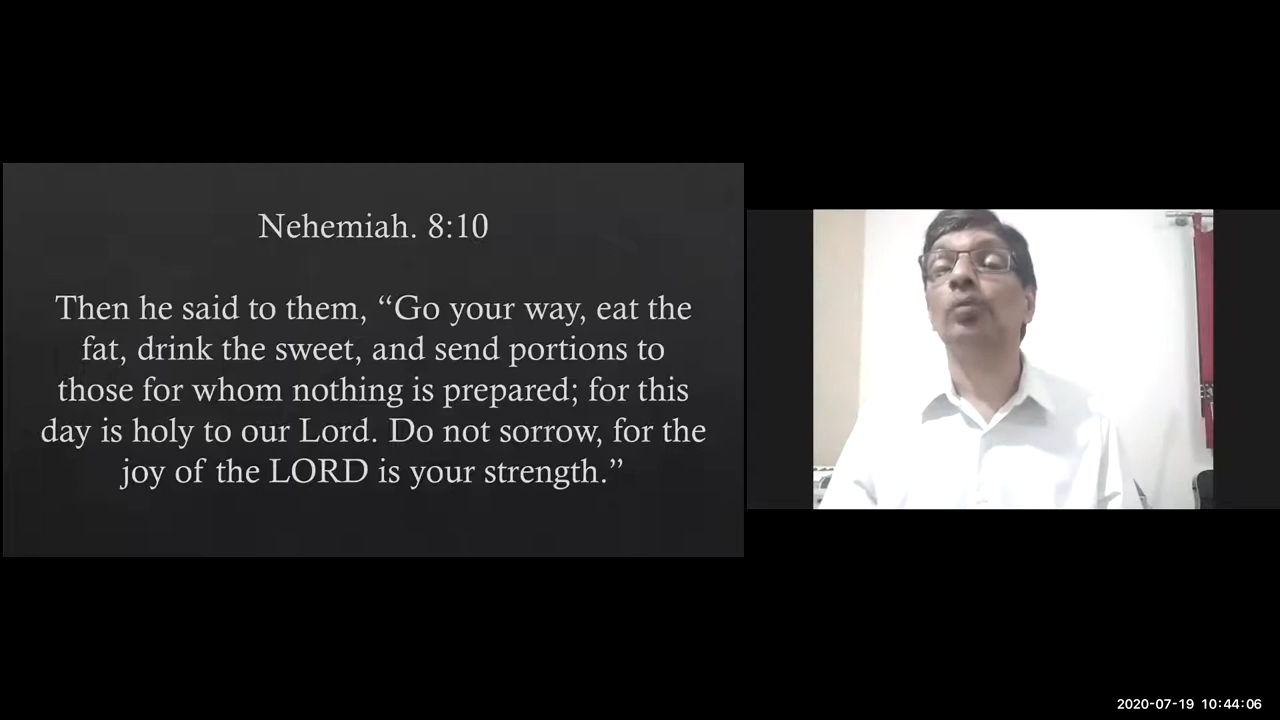 Nehemiah. 8:10
Then he said to them, “Go your way, eat the
fat, drink the sweet, and send portions to
those for whom nothing is prepared; for this
day is holy to our Lord. Do not sorrow, for the
joy of the LORD is your strength.”
2020-07-19 10:44:06